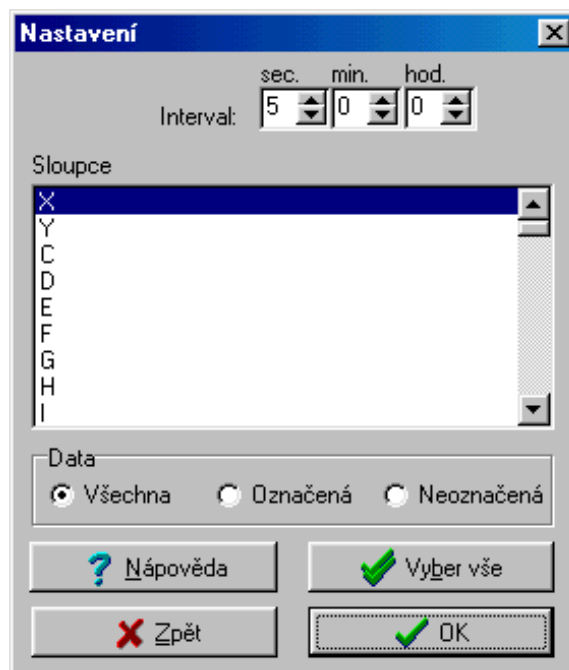 Nastavení
sec. min. hod.
Interval: 5 0 0
Sloupce
X
Y
C
D
E
F
G
H
I
Data
Všechna Označená Neoznačená
Nápověda Vyber vše
Zpět OK